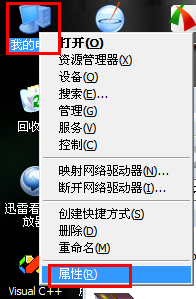 我的电
打开(O)
资源管理器(X)
设备(Q)
搜索(E)...
管理(G)
回收
服务(V)
控制(C)
映射网络驱动器(N)...
断开网络驱动器(I)...
迅雷看
放器
创建快捷方式(S)
删除(D)
重命名(M)
属性(R)
Visual C++